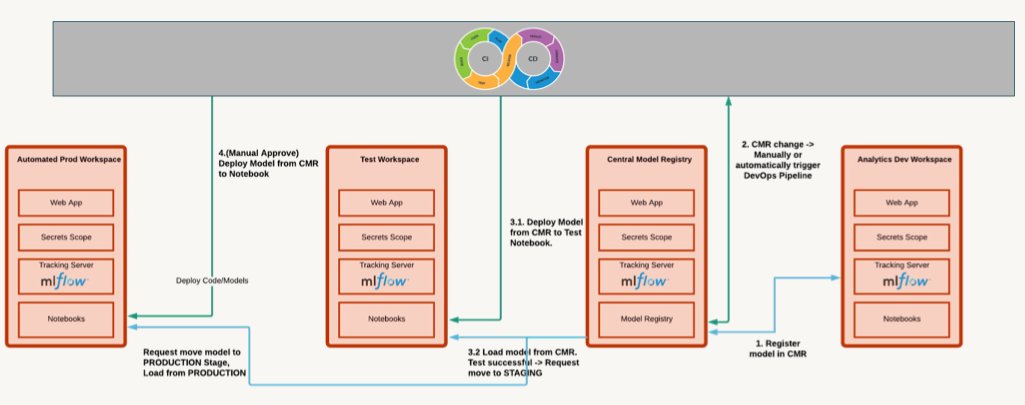 CI
CD
4.(Manual Approve)
Deploy Model from CMR
to Notebook
2. CMR change ->
Manually or
automatically trigger
DevOps Pipeline
Automated Prod Workspace
Web App
Secrets Scope
Tracking Server
mlflow
Notebooks
Test Workspace
Web App
Secrets Scope
Tracking Server
mlflow
Notebooks
Central Model Registry
Web App
Secrets Scope
Tracking Server
mlflow
Model Registry
Analytics Dev Workspace
Web App
Secrets Scope
Tracking Server
mlflow
Notebooks
3.1. Deploy Model
from CMR to Test
Notebook.
Deploy Code/Models
Request move model to
PRODUCTION Stage,
Load from PRODUCTION
3.2 Load model from CMR.
Test successful -> Request
move to STAGING
1. Register
model in CMR